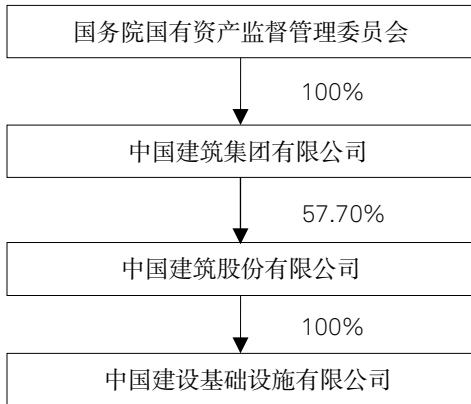 国务院国有资产监督管理委员会
100%
中国建筑集团有限公司
57.70%
中国建筑股份有限公司
100%
中国建设基础设施有限公司